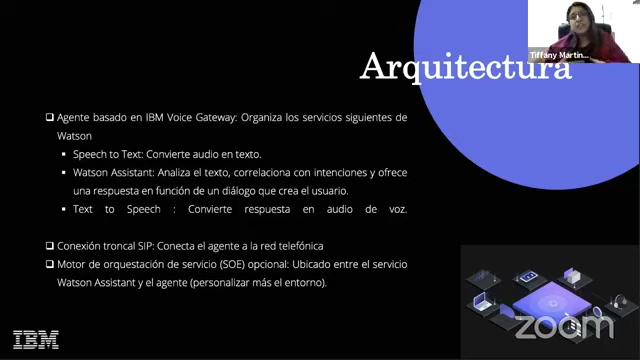 Tiffany Martin...
Arquitectura
❑ Agente basado en IBM Voice Gateway: Organiza los servicios siguientes de
Watson
▪ Speech to Text: Convierte audio en texto.
▪ Watson Assistant: Analiza el texto, correlaciona con intenciones y ofrece
una respuesta en función de un diálogo que crea el usuario.
▪ Text to Speech : Convierte respuesta en audio de voz.
❑ Conexión troncal SIP: Conecta el agente a la red telefónica
❑ Motor de orquestación de servicio (SOE) opcional: Ubicado entre el servicio
Watson Assistant y el agente (personalizar más el entorno).
IBM
zoom